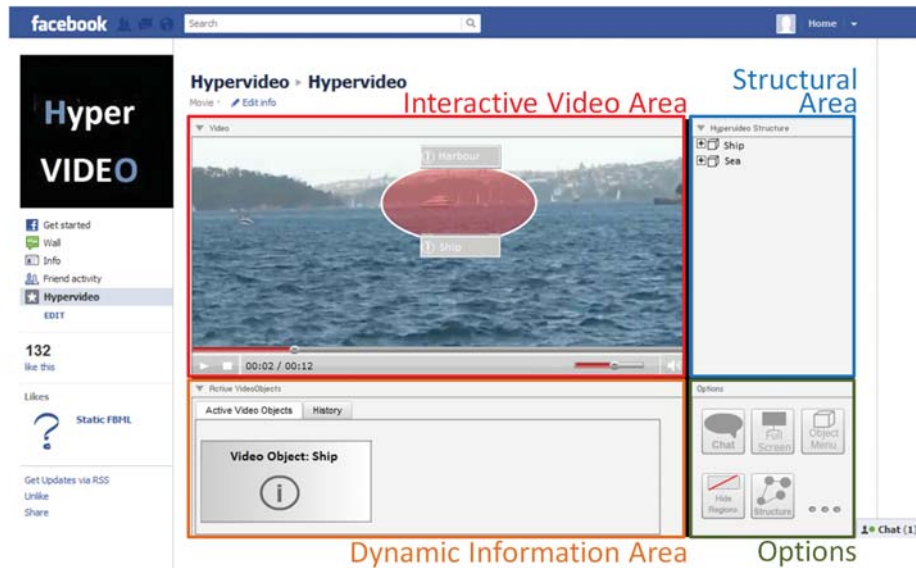 facebook
Search
Home
Hyper
VIDEO
Hypervideo ▸ Hypervideo
Movie · Edit info
Interactive Video Area
Structural
Area
Video
Hypervideo Structure
Harbour
Ship
Ship
Sea
Get started
Wall
Info
Friend activity
Hypervideo
EDIT
132
like this
00:02 / 00:12
Likes
Static FBML
Active VideoObjects
Active Video Objects
History
Video Object: Ship
i
Options
Chat
Full
Screen
Object
Menu
Hide
Regions
Structure
Get Updates via RSS
Unlike
Share
Chat (1)
Dynamic Information Area
Options